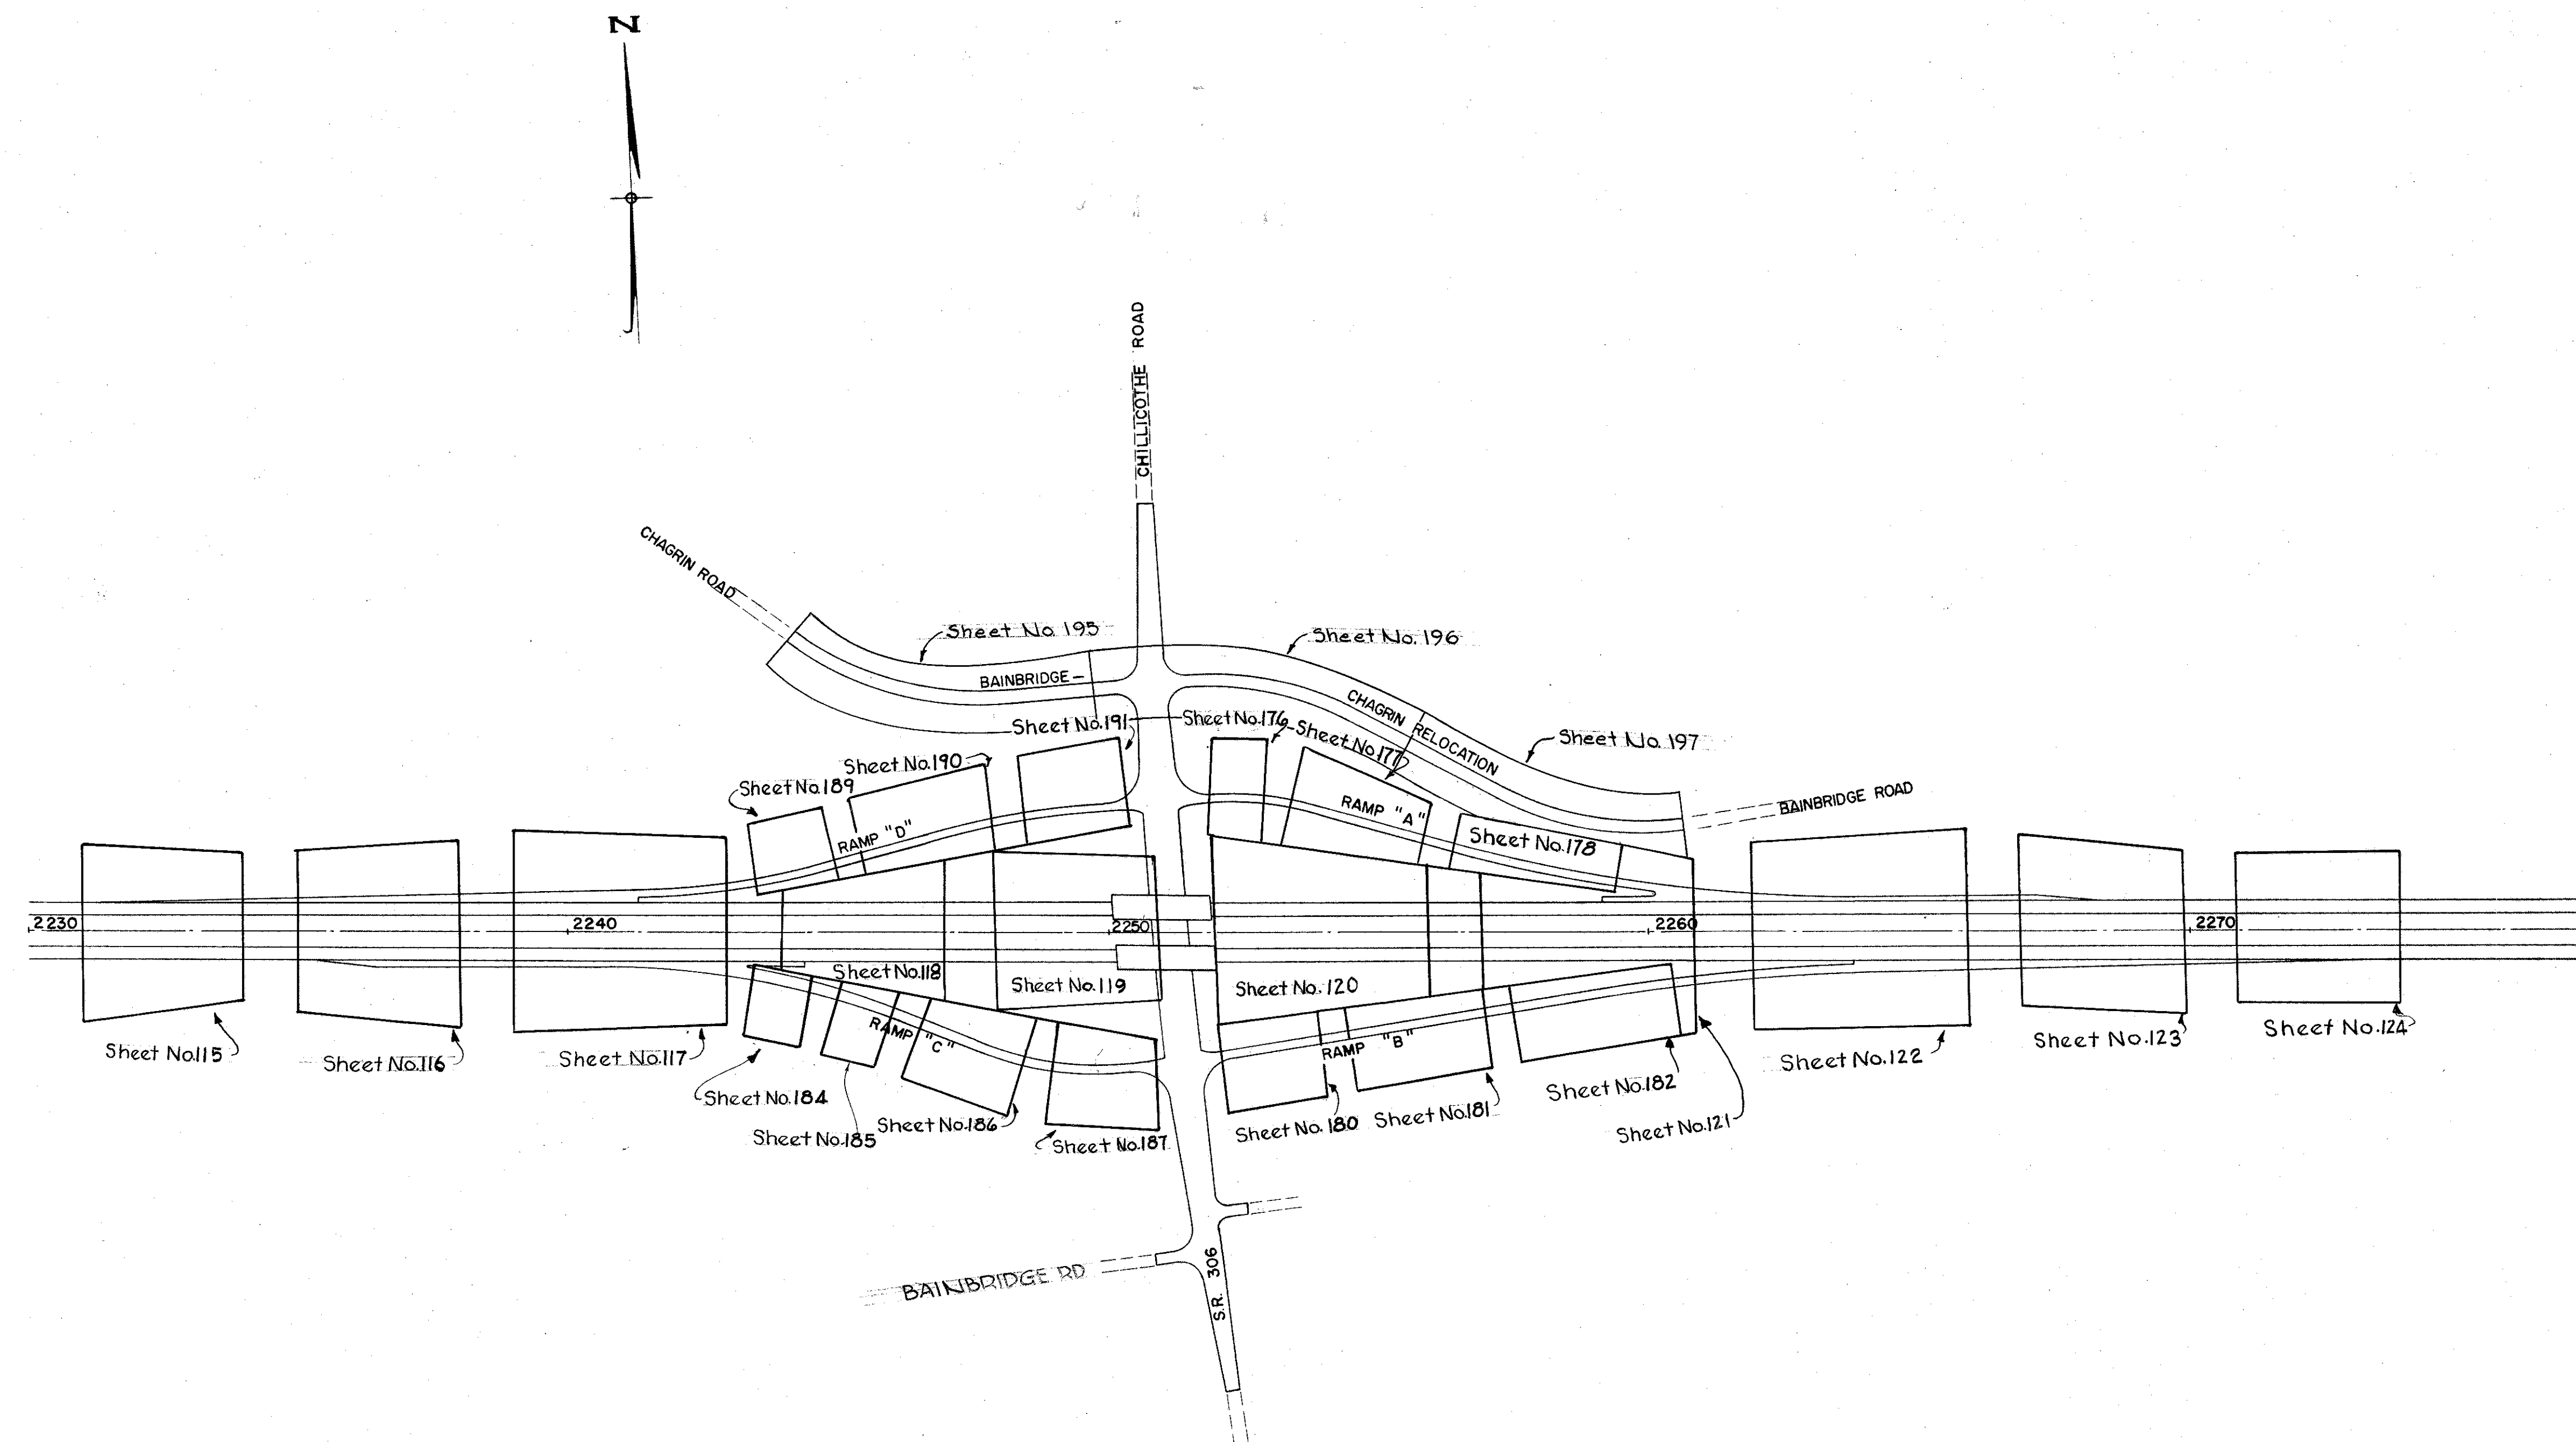 N
CHILLICOTHE ROAD
CHAGRIN ROAD
Sheet No. 195
Sheet No. 196
BAINBRIDGE –
CHAGRIN RELOCATION
Sheet No. 197
Sheet No.191
Sheet No.176
Sheet No.177
Sheet No.190
Sheet No.189
RAMP "D"
RAMP "A"
Sheet No.178
BAINBRIDGE ROAD
2230
2240
2250
2260
2270
Sheet No.118
Sheet No.119
Sheet No.120
Sheet No.115
Sheet No.116
Sheet No.117
RAMP "C"
RAMP "B"
Sheet No.122
Sheet No.123
Sheet No.124
Sheet No.184
Sheet No.185
Sheet No.186
Sheet No.187
Sheet No.180
Sheet No.181
Sheet No.182
Sheet No.121
BAINBRIDGE RD
S.R. 306